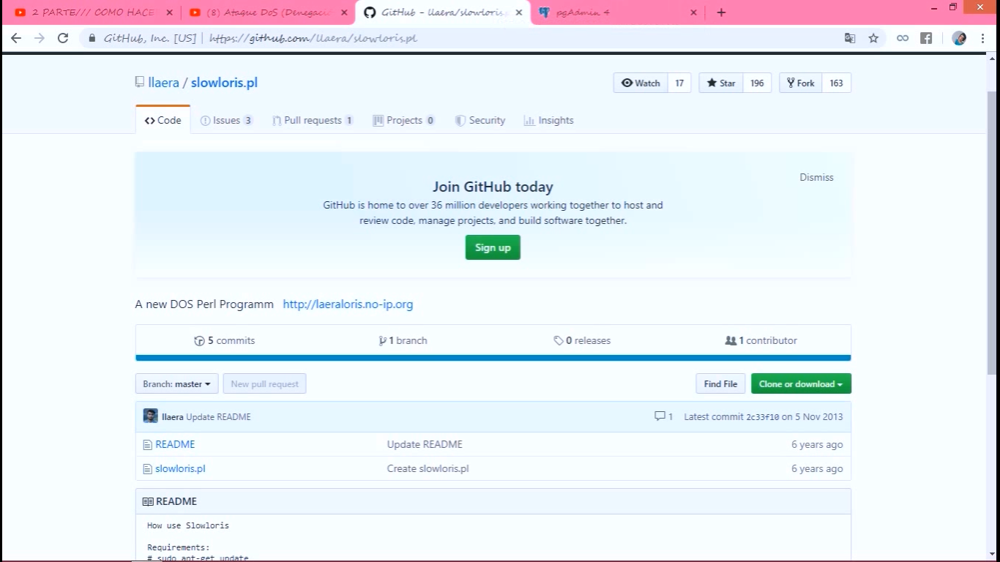 2 PARTE/// COMO HACE
(8) Ataque DoS (Denegació
GitHub - llaera/slowloris.
pgAdmin 4
GitHub, Inc. [US] | https://github.com/llaera/slowloris.pl
llaera / slowloris.pl
Watch 17 Star 196 Fork 163
Code Issues 3 Pull requests 1 Projects 0 Security Insights
Dismiss
Join GitHub today
GitHub is home to over 36 million developers working together to host and
review code, manage projects, and build software together.
Sign up
A new DOS Perl Programm http://laeraloris.no-ip.org
5 commits 1 branch 0 releases 1 contributor
Branch: master New pull request Find File Clone or download
llaera Update README 1 Latest commit 2c33f10 on 5 Nov 2013
README Update README 6 years ago
slowloris.pl Create slowloris.pl 6 years ago
README
How use Slowloris
Requirements:
# sudo apt-get update